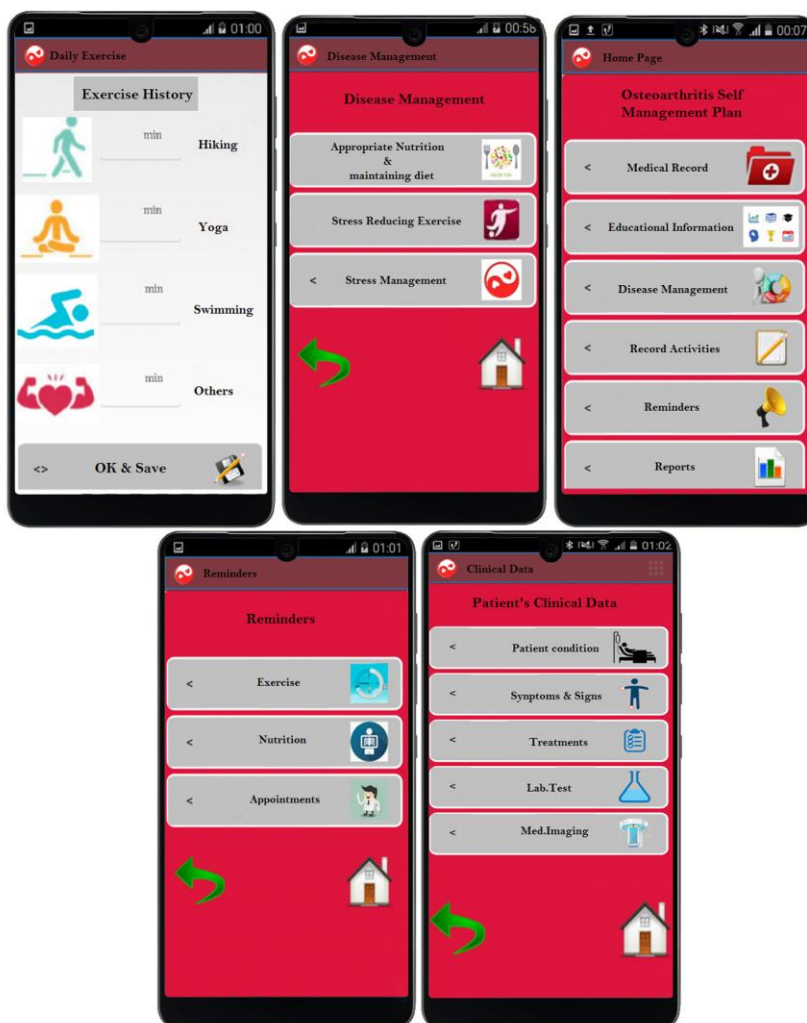 01:00
Daily Exercise
Exercise History
min
Hiking
min
Yoga
min
Swimming
min
Others
<> OK & Save
00:58
Disease Management
Disease Management
Appropriate Nutrition
&
maintaining diet
Stress Reducing Exercise
< Stress Management
00:07
Home Page
Osteoarthritis Self
Management Plan
< Medical Record
< Educational Information
< Disease Management
< Record Activities
< Reminders
< Reports
01:01
Reminders
Reminders
< Exercise
< Nutrition
< Appointments
01:02
Clinical Data
Patient's Clinical Data
< Patient condition
< Symptoms & Signs
< Treatments
< Lab.Test
< Med.Imaging